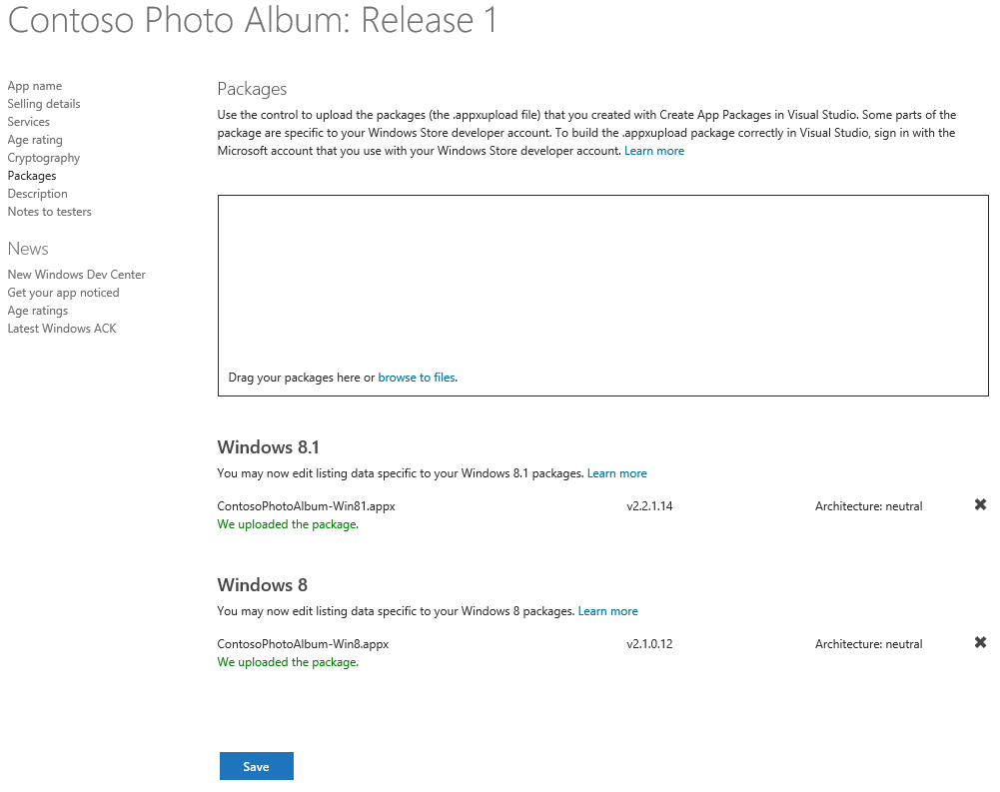 Contoso Photo Album: Release 1
App name
Selling details
Services
Age rating
Cryptography
Packages
Description
Notes to testers
News
New Windows Dev Center
Get your app noticed
Age ratings
Latest Windows ACK
Packages
Use the control to upload the packages (the .appxupload file) that you created with Create App Packages in Visual Studio. Some parts of the
package are specific to your Windows Store developer account. To build the .appxupload package correctly in Visual Studio, sign in with the
Microsoft account that you use with your Windows Store developer account. Learn more
Drag your packages here or browse to files.
Windows 8.1
You may now edit listing data specific to your Windows 8.1 packages. Learn more
ContosoPhotoAlbum-Win81.appx v2.2.1.14 Architecture: neutral
We uploaded the package.
Windows 8
You may now edit listing data specific to your Windows 8 packages. Learn more
ContosoPhotoAlbum-Win8.appx v2.1.0.12 Architecture: neutral
We uploaded the package.
Save